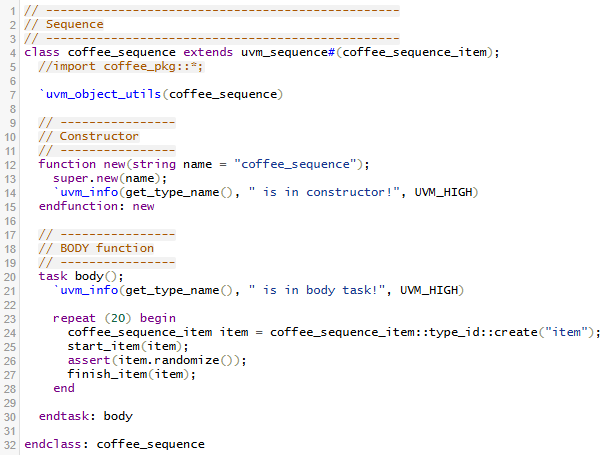 1 // -------------------------------------------------
2 // Sequence
3 // -------------------------------------------------
4 class coffee_sequence extends uvm_sequence#(coffee_sequence_item);
5   //import coffee_pkg::*;
6
7   `uvm_object_utils(coffee_sequence)
8
9   // ----------------
10   // Constructor
11   // ----------------
12   function new(string name = "coffee_sequence");
13     super.new(name);
14     `uvm_info(get_type_name(), " is in constructor!", UVM_HIGH)
15   endfunction: new
16
17   // ----------------
18   // BODY function
19   // ----------------
20   task body();
21     `uvm_info(get_type_name(), " is in body task!", UVM_HIGH)
22
23     repeat (20) begin
24       coffee_sequence_item item = coffee_sequence_item::type_id::create("item");
25       start_item(item);
26       assert(item.randomize());
27       finish_item(item);
28     end
29
30   endtask: body
31
32 endclass: coffee_sequence